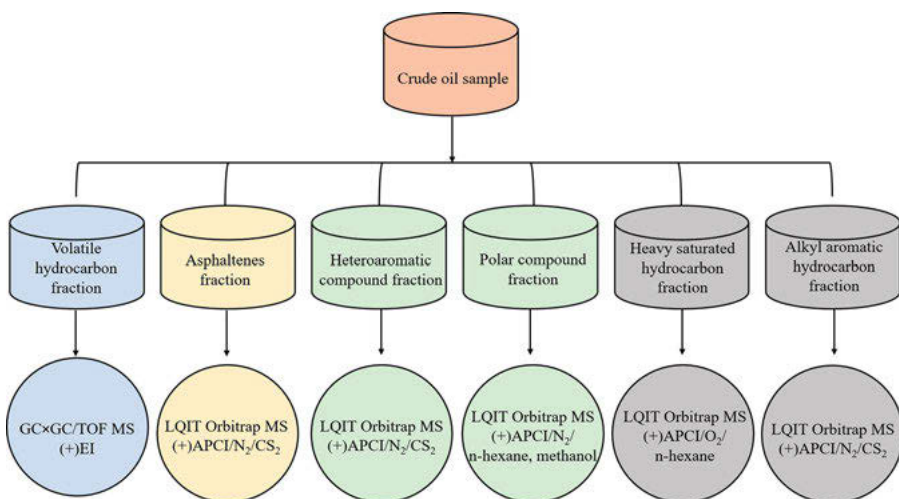 Crude oil sample
Volatile
hydrocarbon
fraction
Asphaltenes
fraction
Heteroaromatic
compound fraction
Polar compound
fraction
Heavy saturated
hydrocarbon
fraction
Alkyl aromatic
hydrocarbon
fraction
GC×GC/TOF MS
(+)EI
LQIT Orbitrap MS
(+)APCI/N₂/CS₂
LQIT Orbitrap MS
(+)APCI/N₂/CS₂
LQIT Orbitrap MS
(+)APCI/N₂/
n-hexane, methanol
LQIT Orbitrap MS
(+)APCI/O₂/
n-hexane
LQIT Orbitrap MS
(+)APCI/N₂/CS₂